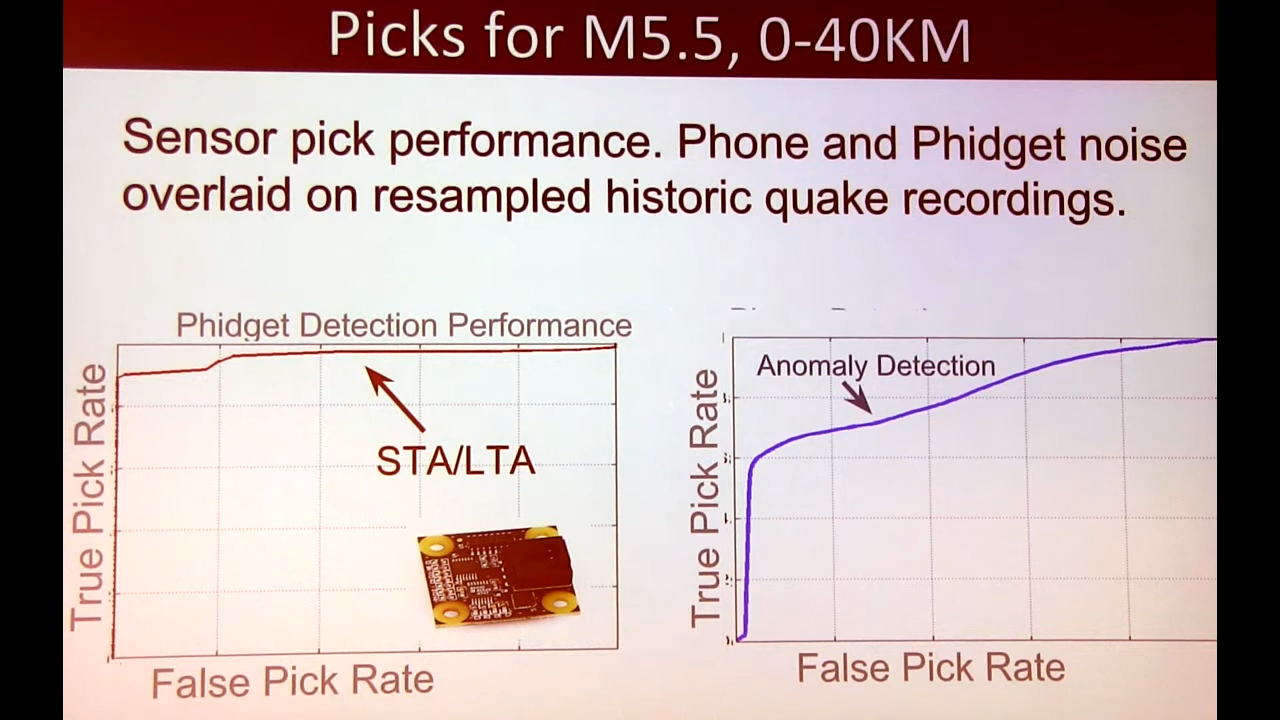 Picks for M5.5, 0-40KM
Sensor pick performance. Phone and Phidget noise
overlaid on resampled historic quake recordings.
Phidget Detection Performance
True Pick Rate
STA/LTA
False Pick Rate
Anomaly Detection
True Pick Rate
False Pick Rate